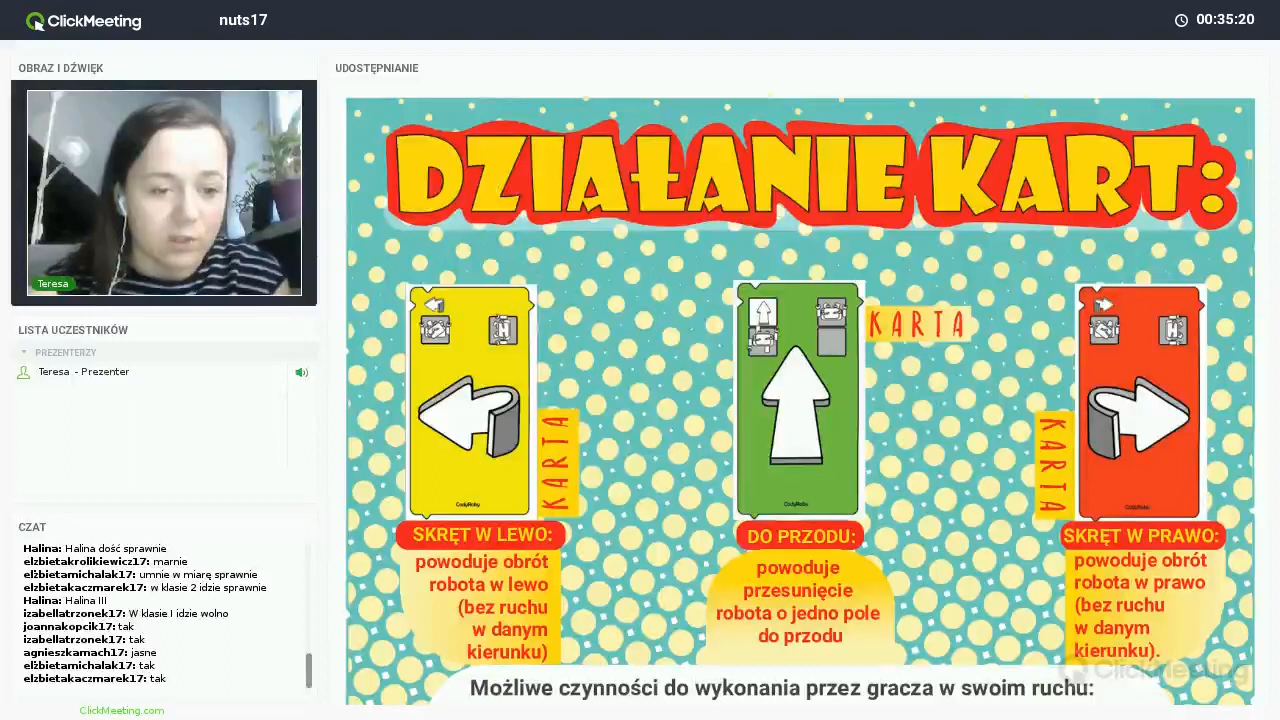 ClickMeeting
nuts17
00:35:20
OBRAZ I DŹWIĘK
UDOSTĘPNIANIE
Teresa
LISTA UCZESTNIKÓW
PREZENTERZY
Teresa - Prezenter
CZAT
Halina: Halina dość sprawnie
elzbietakrolikiewicz17: marnie
elżbietamichalak17: umnie w miarę sprawnie
elzbietakaczmarek17: w klasie 2 idzie sprawnie
Halina: Halina III
izabellatrzonek17: W klasie I idzie wolno
joannakopcik17: tak
izabellatrzonek17: tak
agnieszkamach17: jasne
elżbietamichalak17: tak
elzbietakaczmarek17: tak
ClickMeeting.com
DZIAŁANIE KART:
KARTA
CodyRoby
SKRĘT W LEWO:
powoduje obrót
robota w lewo
(bez ruchu
w danym
kierunku)
KARTA
CodyRoby
DO PRZODU:
powoduje
przesunięcie
robota o jedno pole
do przodu
KARTA
CodyRoby
SKRĘT W PRAWO:
powoduje obrót
robota w prawo
(bez ruchu
w danym
kierunku).
ClickMeeting
Możliwe czynności do wykonania przez gracza w swoim ruchu: